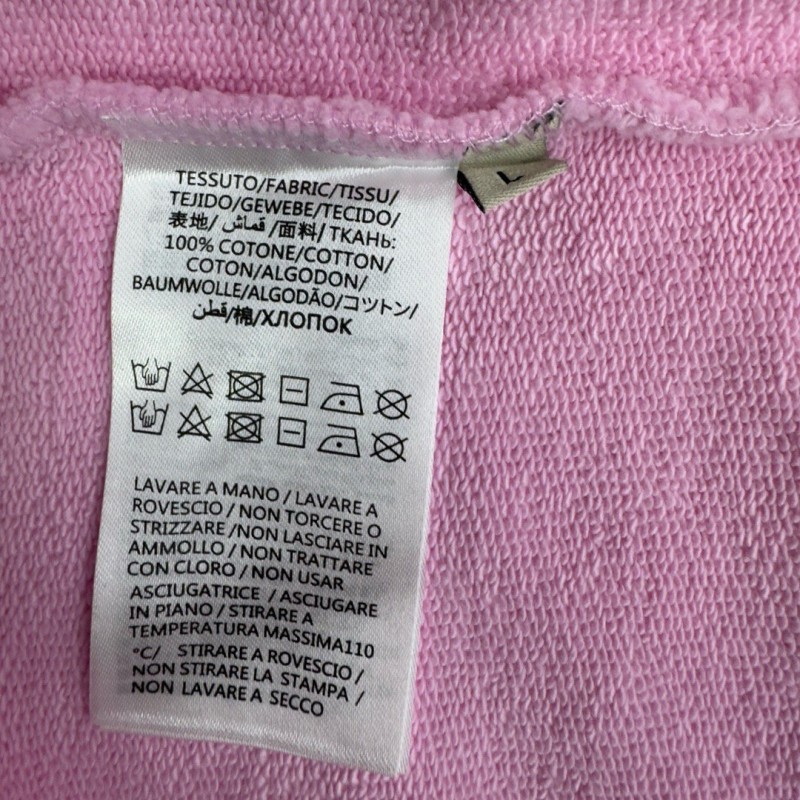 TESSUTO/FABRIC/TISSU/
TEJIDO/GEWEBE/TECIDO/
表地/ قماش /面料/ ТКАНЬ:
100% COTONE/COTTON/
COTON/ALGODON/
BAUMWOLLE/ALGODÃO/コツトン/
قطن/棉/ХЛОПОК
LAVARE A MANO / LAVARE A
ROVESCIO / NON TORCERE O
STRIZZARE / NON LASCIARE IN
AMMOLLO / NON TRATTARE
CON CLORO / NON USAR
ASCIUGATRICE / ASCIUGARE
IN PIANO / STIRARE A
TEMPERATURA MASSIMA110
°C/ STIRARE A ROVESCIO /
NON STIRARE LA STAMPA /
NON LAVARE A SECCO
L